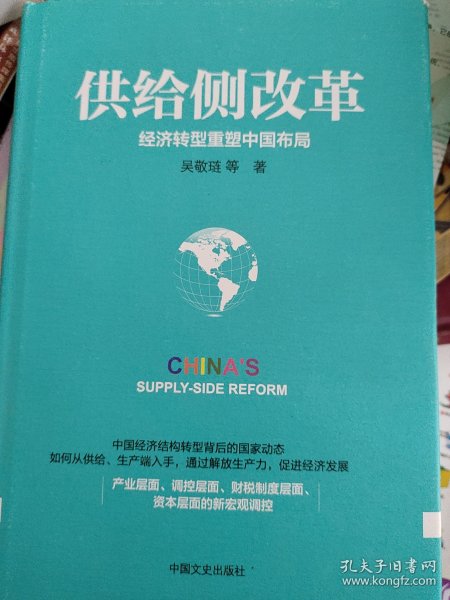 供给侧改革
经济转型重塑中国布局
吴敬琏 等 著
CHINA'S
SUPPLY-SIDE REFORM
中国经济结构转型背后的国家动态
如何从供给、生产端入手，通过解放生产力，促进经济发展
产业层面、调控层面、财税制度层面、
资本层面的新宏观调控
中国文史出版社
孔夫子旧书网
www.kongfz.com